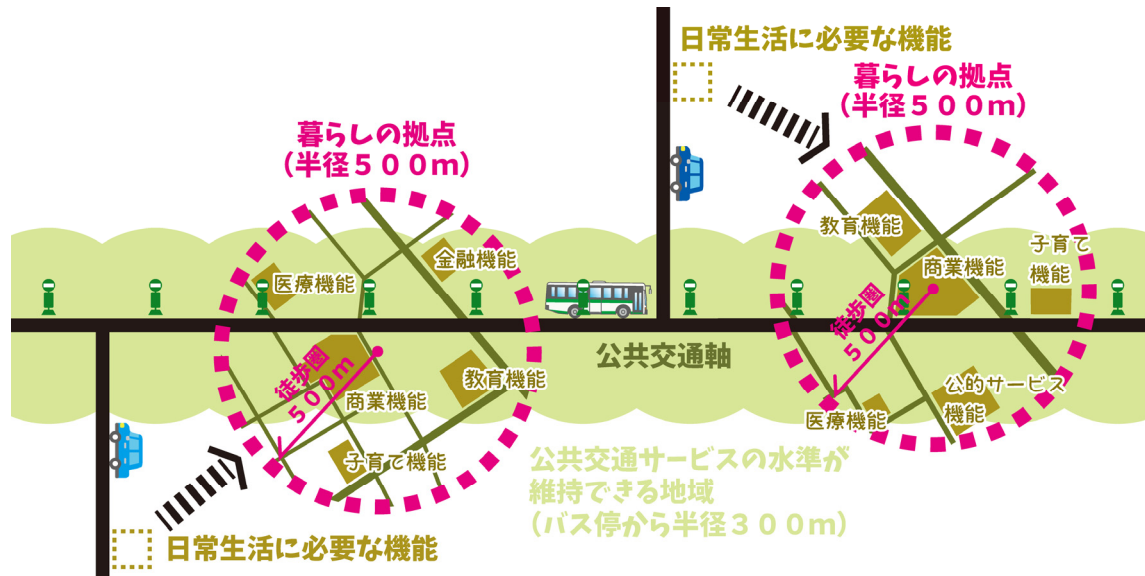 日常生活に必要な機能
暮らしの拠点
（半径５００ｍ）
暮らしの拠点
（半径５００ｍ）
教育機能
子育て
機能
商業機能
金融機能
医療機能
徒歩圏
５００ｍ
公共交通軸
徒歩圏
５００ｍ
教育機能
商業機能
公的サービス
機能
医療機能
子育て機能
公共交通サービスの水準が
維持できる地域
（バス停から半径３００ｍ）
日常生活に必要な機能